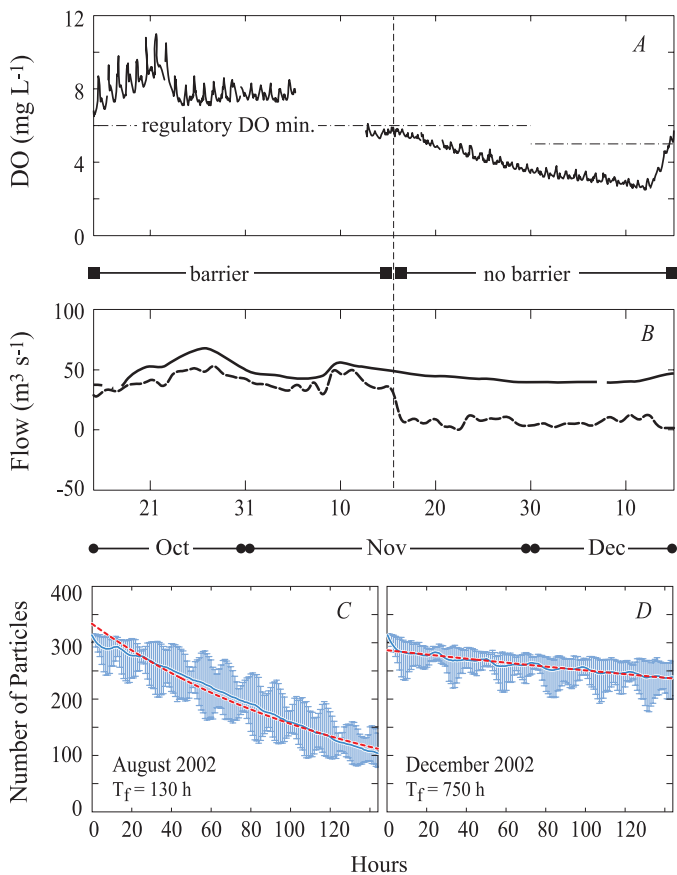 12
A
DO (mg L-1)
8
regulatory DO min.
4
0
barrier
no barrier
100
B
Flow (m3 s-1)
50
0
-50
21
31
10
20
30
10
Oct
Nov
Dec
400
C
D
Number of Particles
300
200
100
0
August 2002
Tf = 130 h
December 2002
Tf = 750 h
0 20 40 60 80 100 120
0 20 40 60 80 100 120
Hours